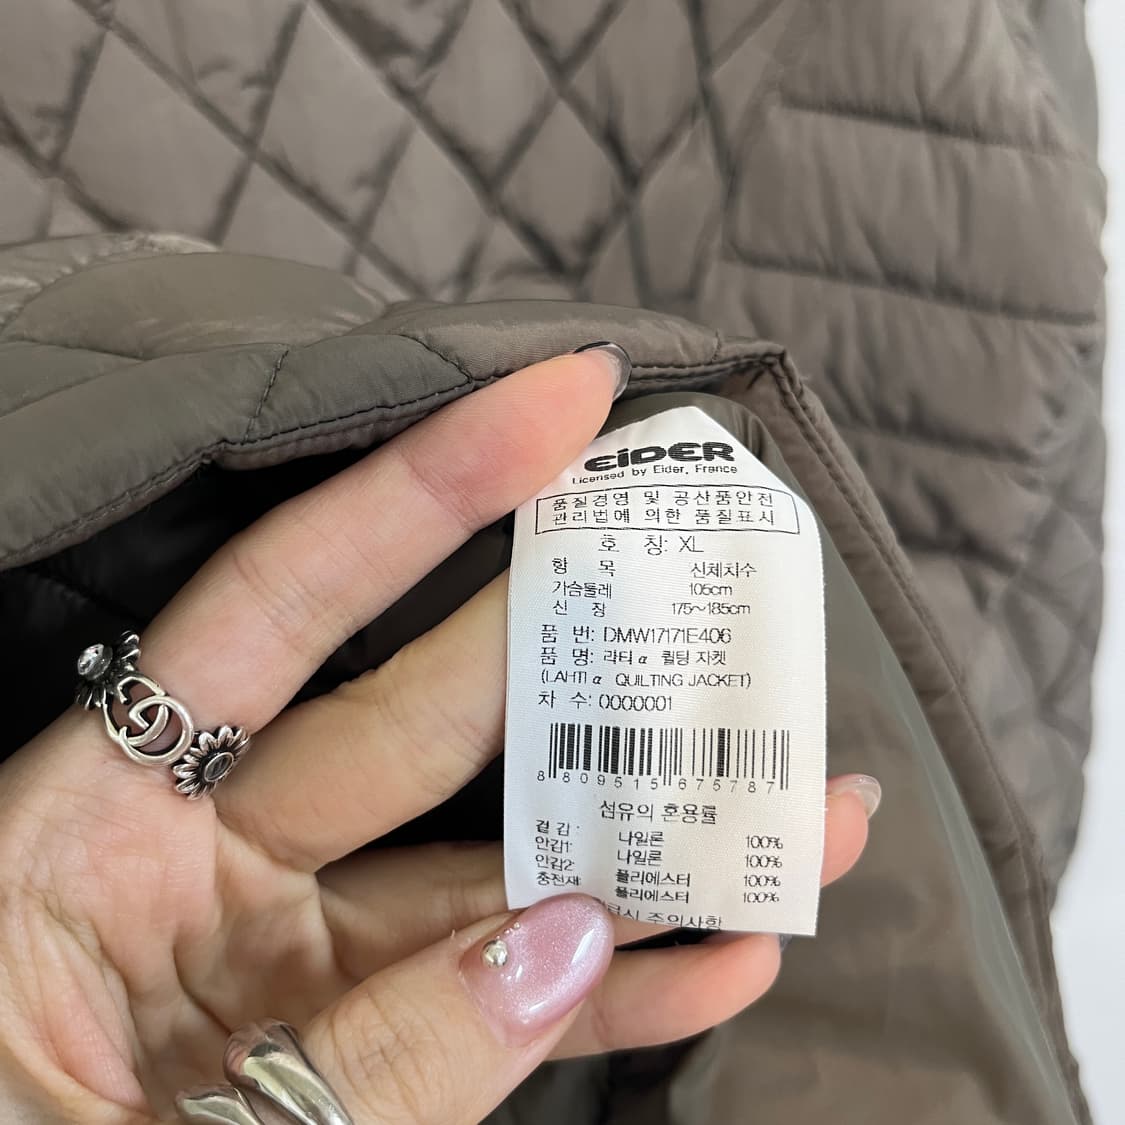 EiDER
Licensed by Eider, France
품질경영 및 공산품안전
관리법에 의한 품질표시
호 칭: XL
항 목 신체치수
가슴둘레 105cm
신 장 175~185cm
품 번: DMW17171E406
품 명: 라티 α 퀼팅 자켓
(LAHTI α QUILTING JACKET)
차 수: 0000001
8 809515 675787
섬유의 혼용률
겉감: 나일론 100%
안감1: 나일론 100%
안감2: 폴리에스터 100%
충전재: 폴리에스터 100%
주의사항